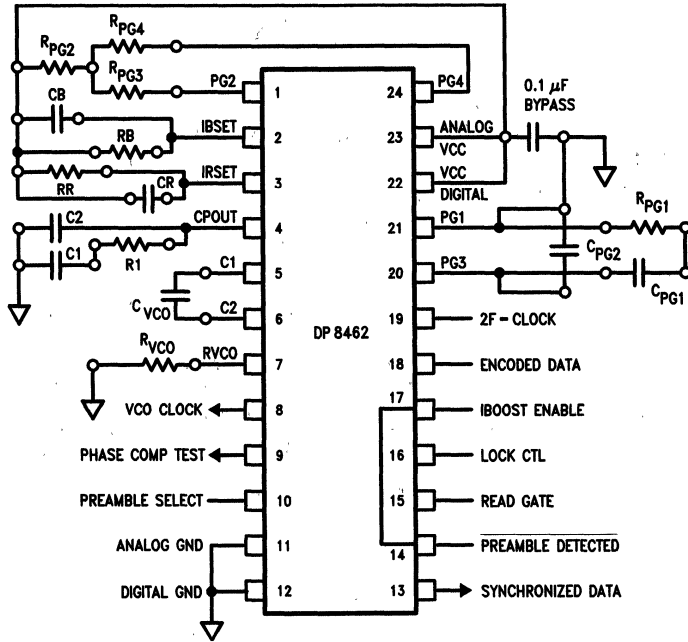 RPG4
RPG2
RPG3
PG2
1
24
PG4
0.1 μF
BYPASS
CB
IBSET
2
23
ANALOG
VCC
RB
RR
CR
IRSET
3
22
VCC
DIGITAL
C2
CPOUT
4
21
PG1
RPG1
C1
R1
CPG2
C1
5
20
PG3
CPG1
CVCO
C2
6
DP8462
19
2F–CLOCK
RVCO
RVCO
7
18
ENCODED DATA
VCO CLOCK
8
17
IBOOST ENABLE
PHASE COMP TEST
9
16
LOCK CTL
PREAMBLE SELECT
10
15
READ GATE
ANALOG GND
11
14
PREAMBLE DETECTED
DIGITAL GND
12
13
SYNCHRONIZED DATA